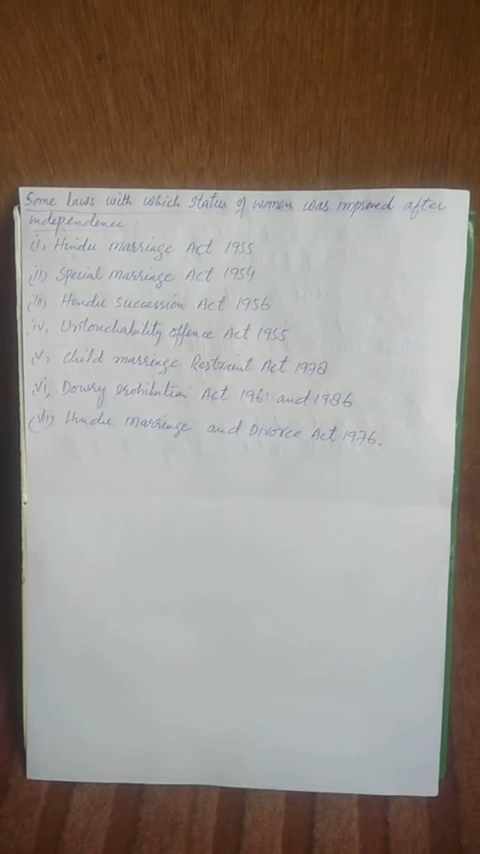 Some laws with which status of women was improved after
independence :
(i), Hindu marriage Act 1955
(ii) Special marriage Act 1954
(iii) Hindu Succession Act 1956
iv, Untouchability Offence Act 1955
(v) Child marriage Restraint Act 1978
vi, Dowry prohibition Act 1961 and 1986
(vii) Hindu marriage and Divorce Act 1976.